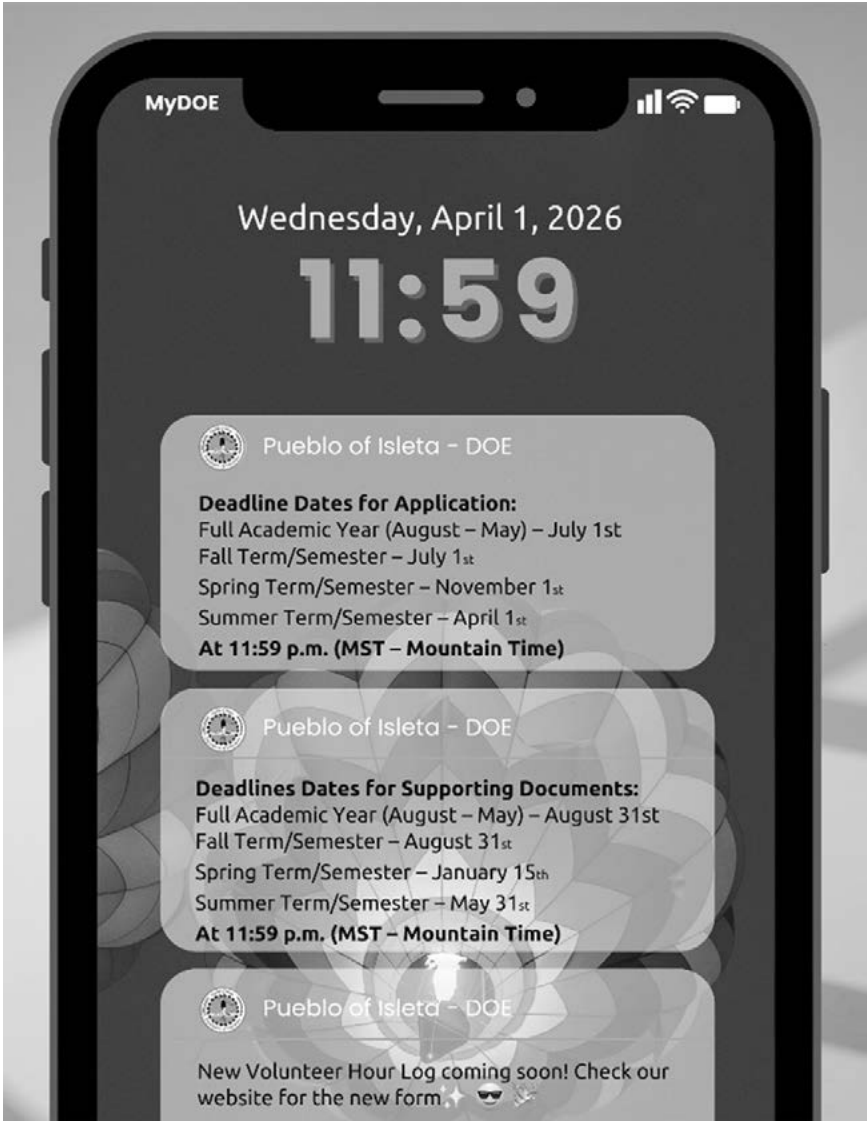 MyDOE
Wednesday, April 1, 2026
11:59
Pueblo of Isleta - DOE
Deadline Dates for Application:
Full Academic Year (August – May) – July 1st
Fall Term/Semester – July 1st
Spring Term/Semester – November 1st
Summer Term/Semester – April 1st
At 11:59 p.m. (MST – Mountain Time)
Pueblo of Isleta - DOE
Deadlines Dates for Supporting Documents:
Full Academic Year (August – May) – August 31st
Fall Term/Semester – August 31st
Spring Term/Semester – January 15th
Summer Term/Semester – May 31st
At 11:59 p.m. (MST – Mountain Time)
Pueblo of Isleta - DOE
New Volunteer Hour Log coming soon! Check our
website for the new form ✨ 😎 🎉